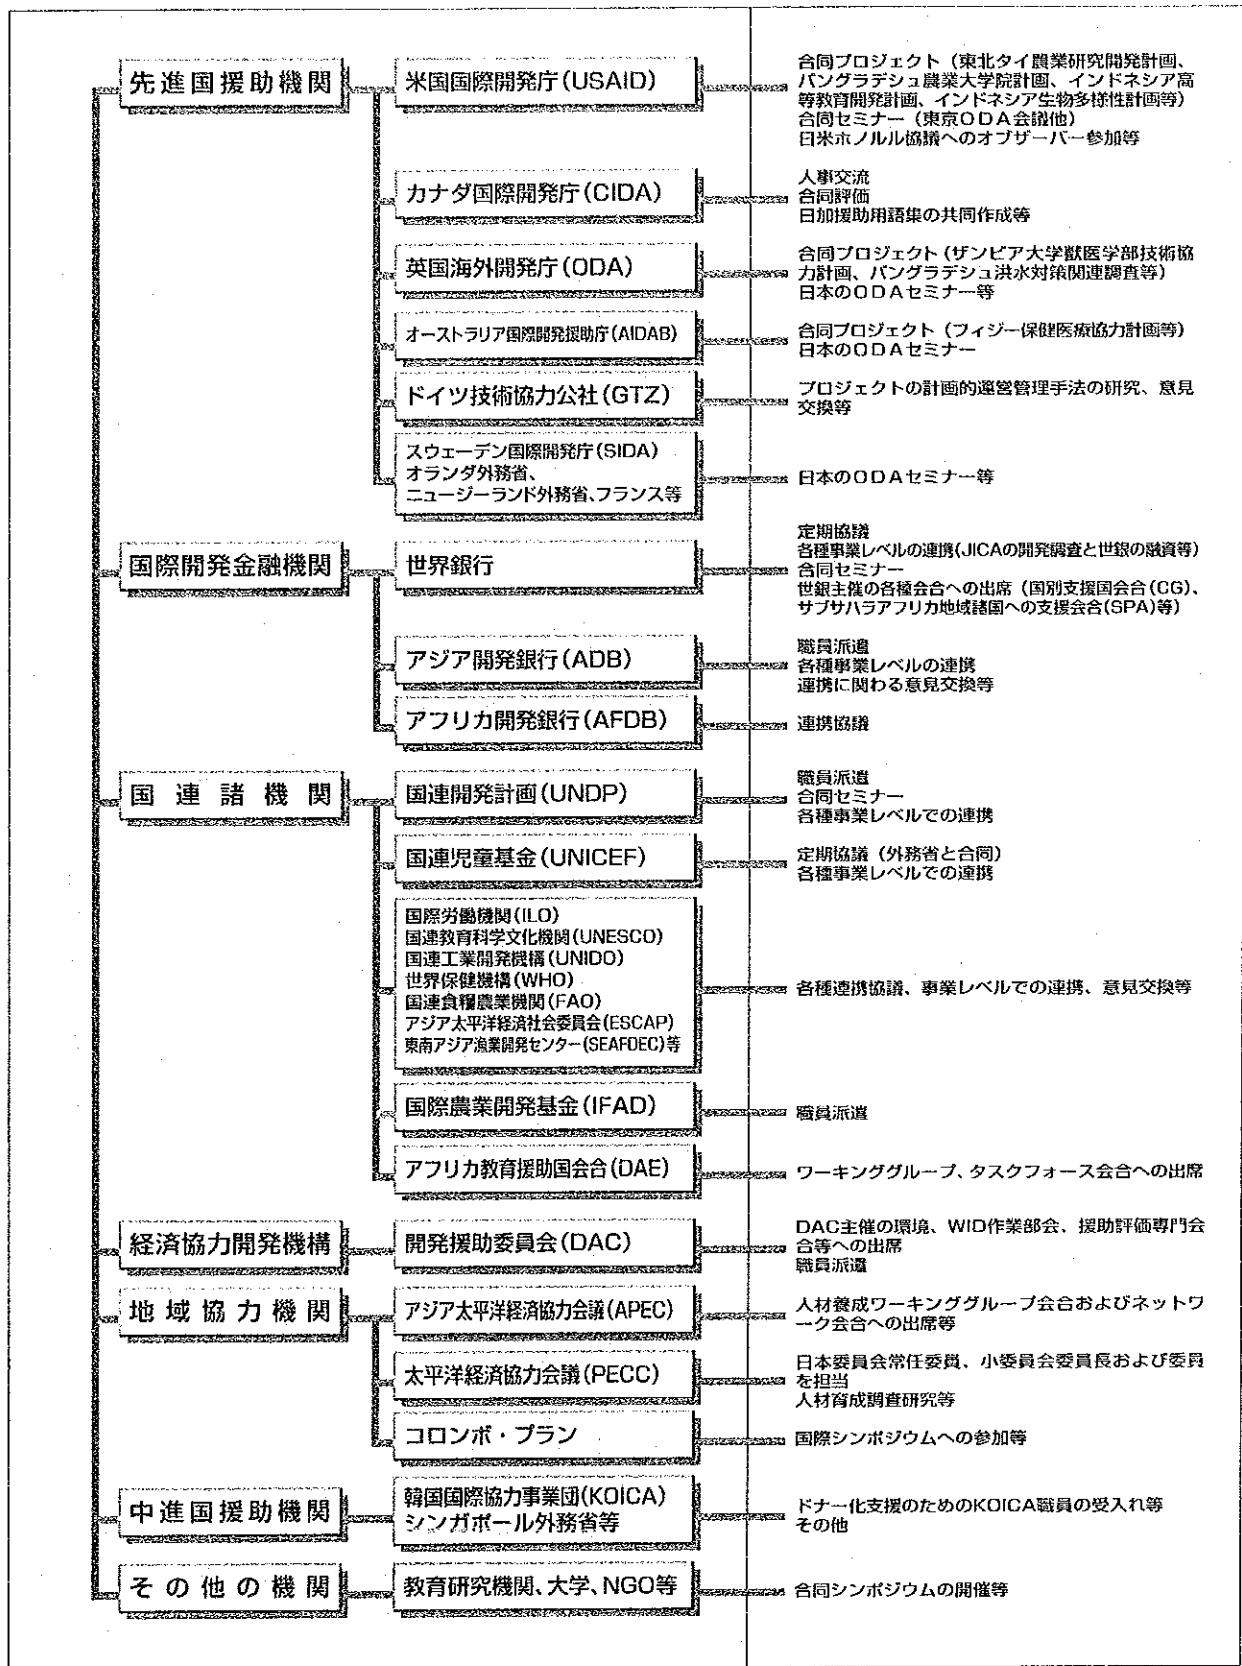 先進国援助機関
米国国際開発庁(USAID)
合同プロジェクト(東北タイ農業研究開発計画、
バングラデシュ農業大学院計画、インドネシア高
等教育開発計画、インドネシア生物多様性計画等)
合同セミナー(東京ODA会議他)
日米ホノルル協議へのオブザーバー参加等
カナダ国際開発庁(CIDA)
人事交流
合同評価
日加援助用語集の共同作成等
英国海外開発庁(ODA)
合同プロジェクト(ザンビア大学獣医学部技術協
力計画、バングラデシュ洪水対策関連調査等)
日本のODAセミナー等
オーストラリア国際開発援助庁(AIDAB)
合同プロジェクト(フィジー保健医療協力計画等)
日本のODAセミナー
ドイツ技術協力公社(GTZ)
プロジェクトの計画的運営管理手法の研究、意見
交換等
スウェーデン国際開発庁(SIDA)
オランダ外務省、
ニュージーランド外務省、フランス等
日本のODAセミナー等
国際開発金融機関
世界銀行
定期協議
各種事業レベルの連携(JICAの開発調査と世銀の融資等)
合同セミナー
世銀主催の各種会合への出席(国別支援国会合(CG)、
サブサハラアフリカ地域諸国への支援会合(SPA)等)
アジア開発銀行(ADB)
職員派遣
各種事業レベルの連携
連携に関わる意見交換等
アフリカ開発銀行(AFDB)
連携協議
国連諸機関
国連開発計画(UNDP)
職員派遣
合同セミナー
各種事業レベルでの連携
国連児童基金(UNICEF)
定期協議(外務省と合同)
各種事業レベルでの連携
国際労働機関(ILO)
国連教育科学文化機関(UNESCO)
国連工業開発機構(UNIDO)
世界保健機構(WHO)
国連食糧農業機関(FAO)
アジア太平洋経済社会委員会(ESCAP)
東南アジア漁業開発センター(SEAFDEC)等
各種連携協議、事業レベルでの連携、意見交換等
国際農業開発基金(IFAD)
職員派遣
アフリカ教育援助国会合(DAE)
ワーキンググループ、タスクフォース会合への出席
経済協力開発機構
開発援助委員会(DAC)
DAC主催の環境、WID作業部会、援助評価専門会
合等への出席
職員派遣
地域協力機関
アジア太平洋経済協力会議(APEC)
人材養成ワーキンググループ会合およびネットワ
ーク会合への出席等
太平洋経済協力会議(PECC)
日本委員会常任委員、小委員会委員長および委員
を担当
人材育成調査研究等
コロンボ・プラン
国際シンポジウムへの参加等
中進国援助機関
韓国国際協力事業団(KOICA)
シンガポール外務省等
ドナー化支援のためのKOICA職員の受入れ等
その他
その他の機関
教育研究機関、大学、NGO等
合同シンポジウムの開催等